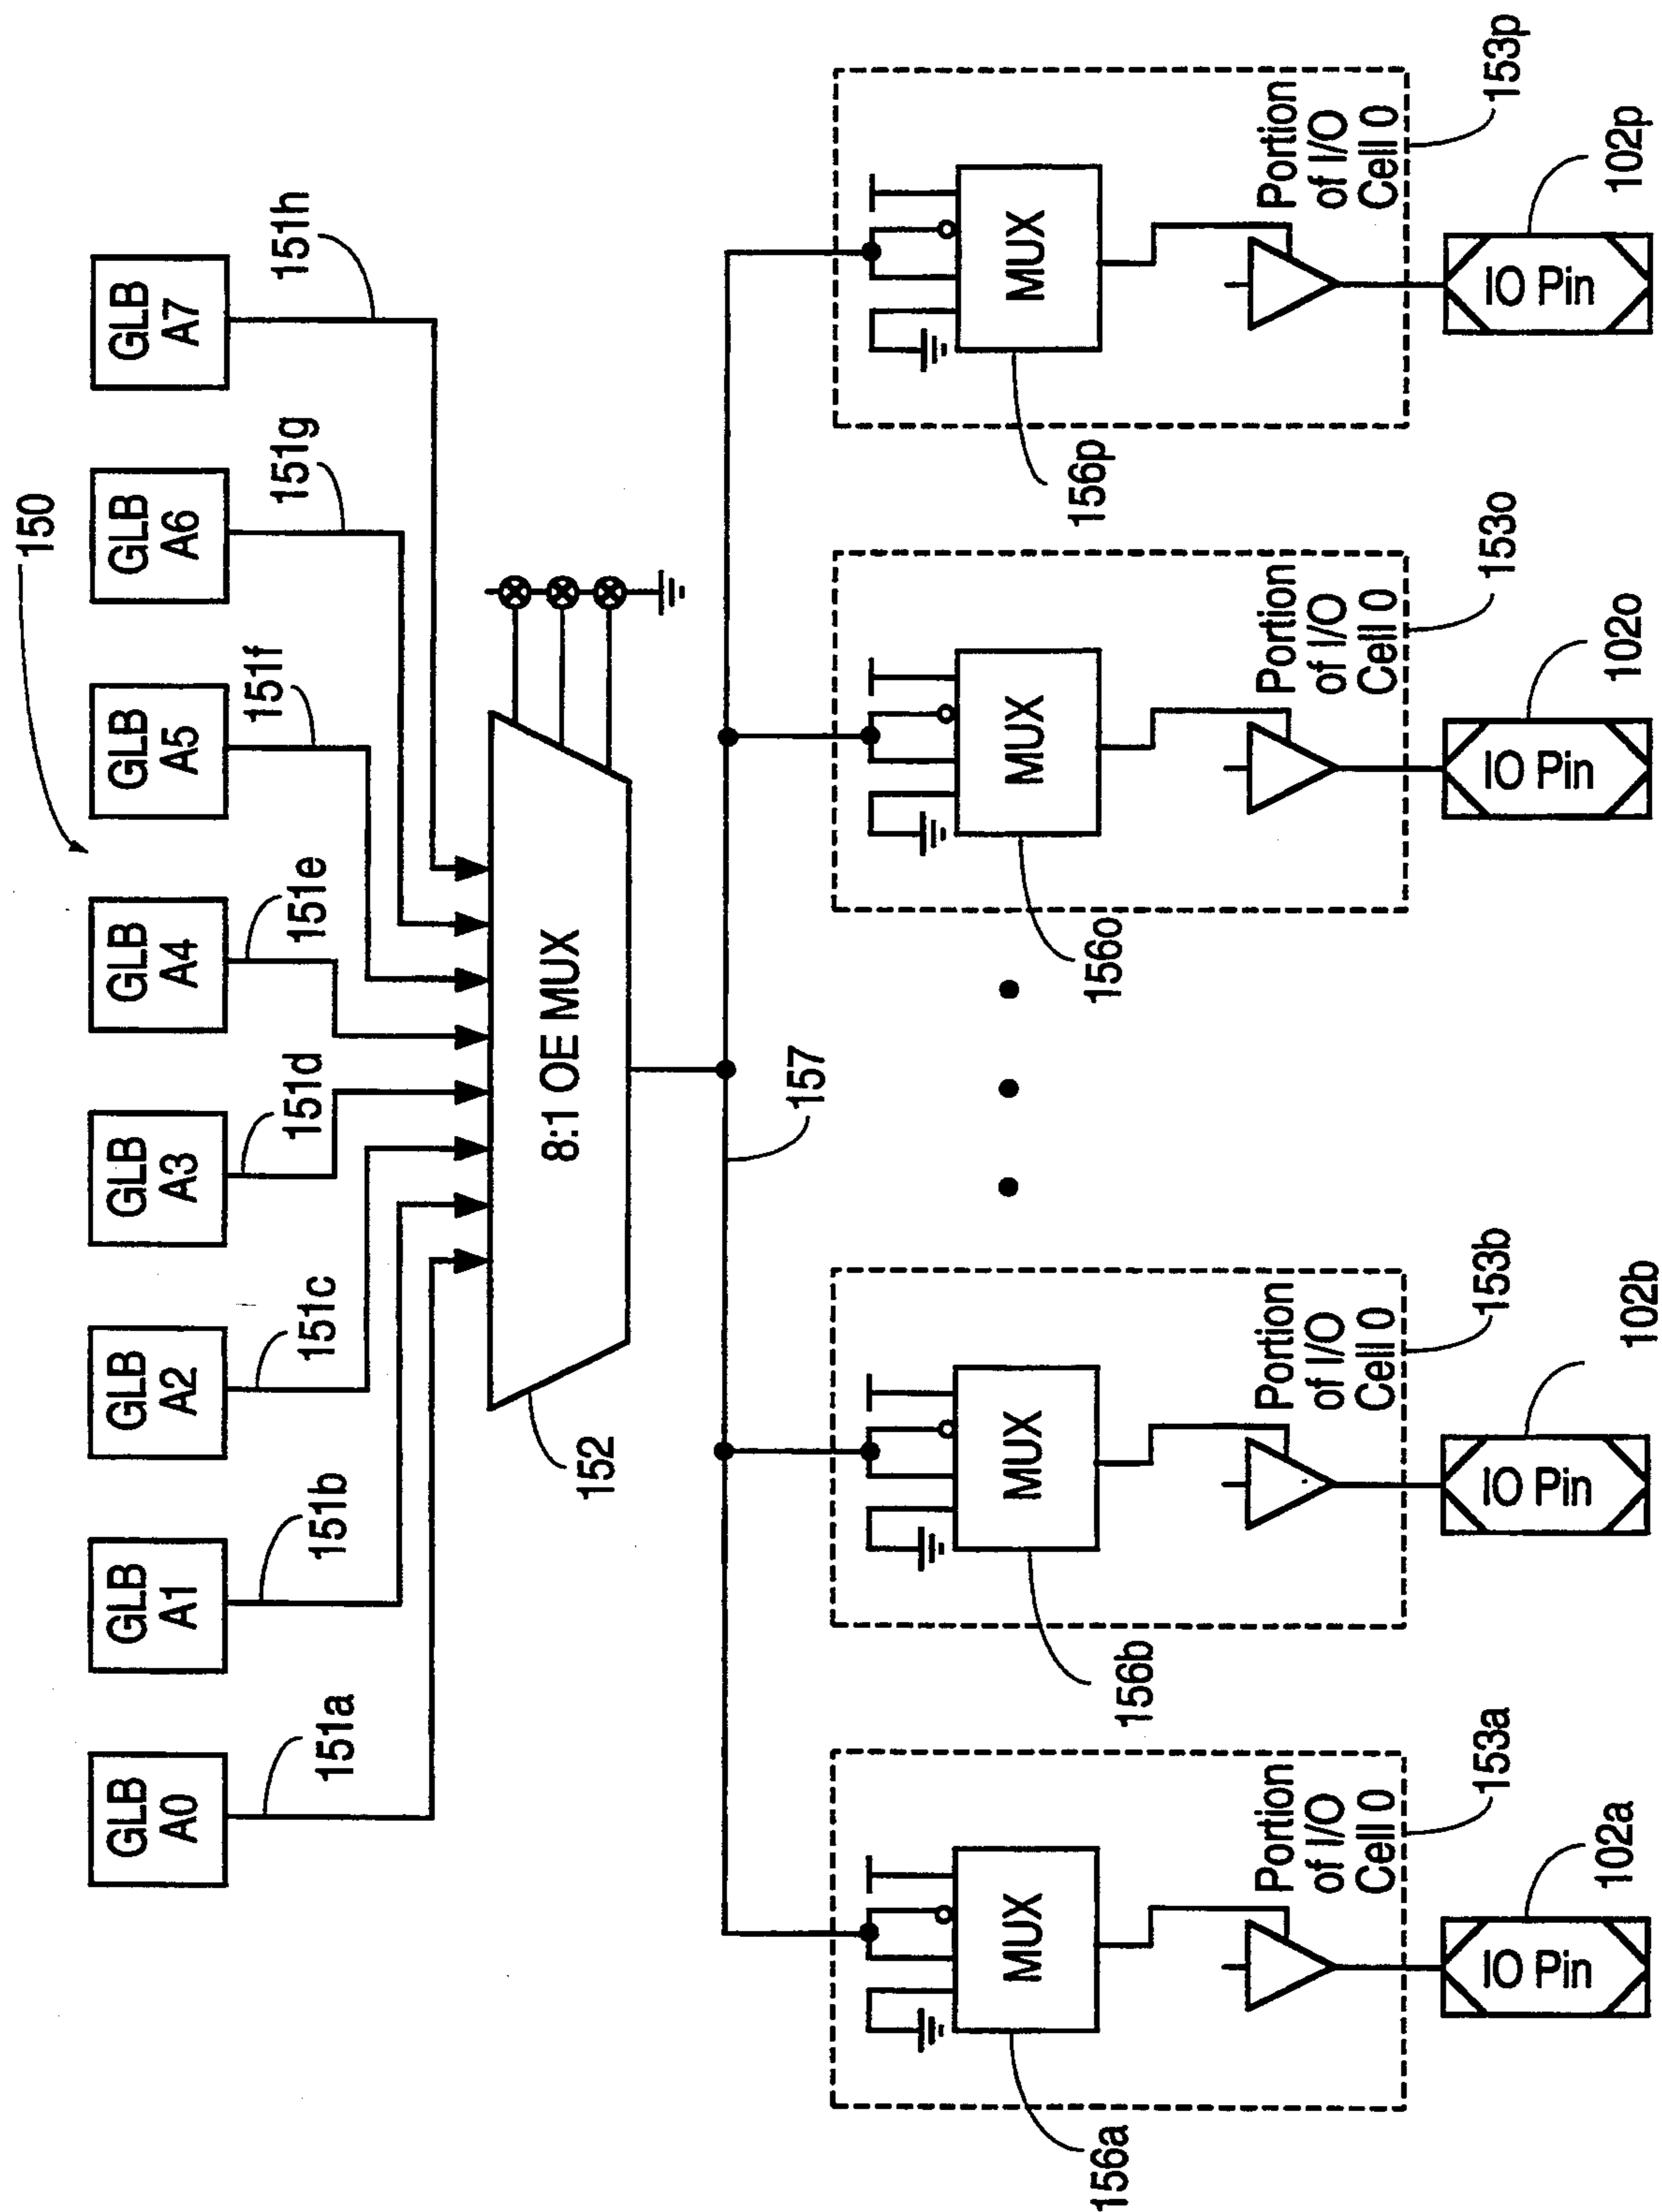 150
GLB
A0
GLB
A1
GLB
A2
GLB
A3
GLB
A4
GLB
A5
GLB
A6
GLB
A7
151a
151b
151c
151d
151e
151f
151g
151h
8:1 OE MUX
152
157
MUX
MUX
MUX
MUX
156a
156b
156o
156p
Portion
of I/O
Cell 0
Portion
of I/O
Cell 0
Portion
of I/O
Cell 0
Portion
of I/O
Cell 0
153a
153b
153o
153p
IO Pin
IO Pin
IO Pin
IO Pin
102a
102b
102o
102p